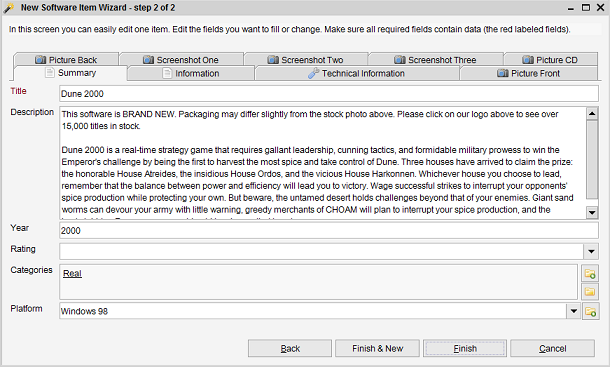 New Software Item Wizard - step 2 of 2
In this screen you can easily edit one item. Edit the fields you want to fill or change. Make sure all required fields contain data (the red labeled fields).
Picture Back Screenshot One Screenshot Two Screenshot Three Picture CD
Summary Information Technical Information Picture Front
Title Dune 2000
Description This software is BRAND NEW. Packaging may differ slightly from the stock photo above. Please click on our logo above to see over
15,000 titles in stock.
Dune 2000 is a real-time strategy game that requires gallant leadership, cunning tactics, and formidable military prowess to win the
Emperor's challenge by being the first to harvest the most spice and take control of Dune. Three houses have arrived to claim the prize:
the honorable House Atreides, the insidious House Ordos, and the vicious House Harkonnen. Whichever house you choose to lead,
remember that the balance between power and efficiency will lead you to victory. Wage successful strikes to interrupt your opponents'
spice production while protecting your own. But beware, the untamed desert holds challenges beyond that of your enemies. Giant sand
worms can devour your army with little warning, greedy merchants of CHOAM will plan to interrupt your spice production, and the
Year 2000
Rating
Categories Real
Platform Windows 98
Back Finish & New Finish Cancel